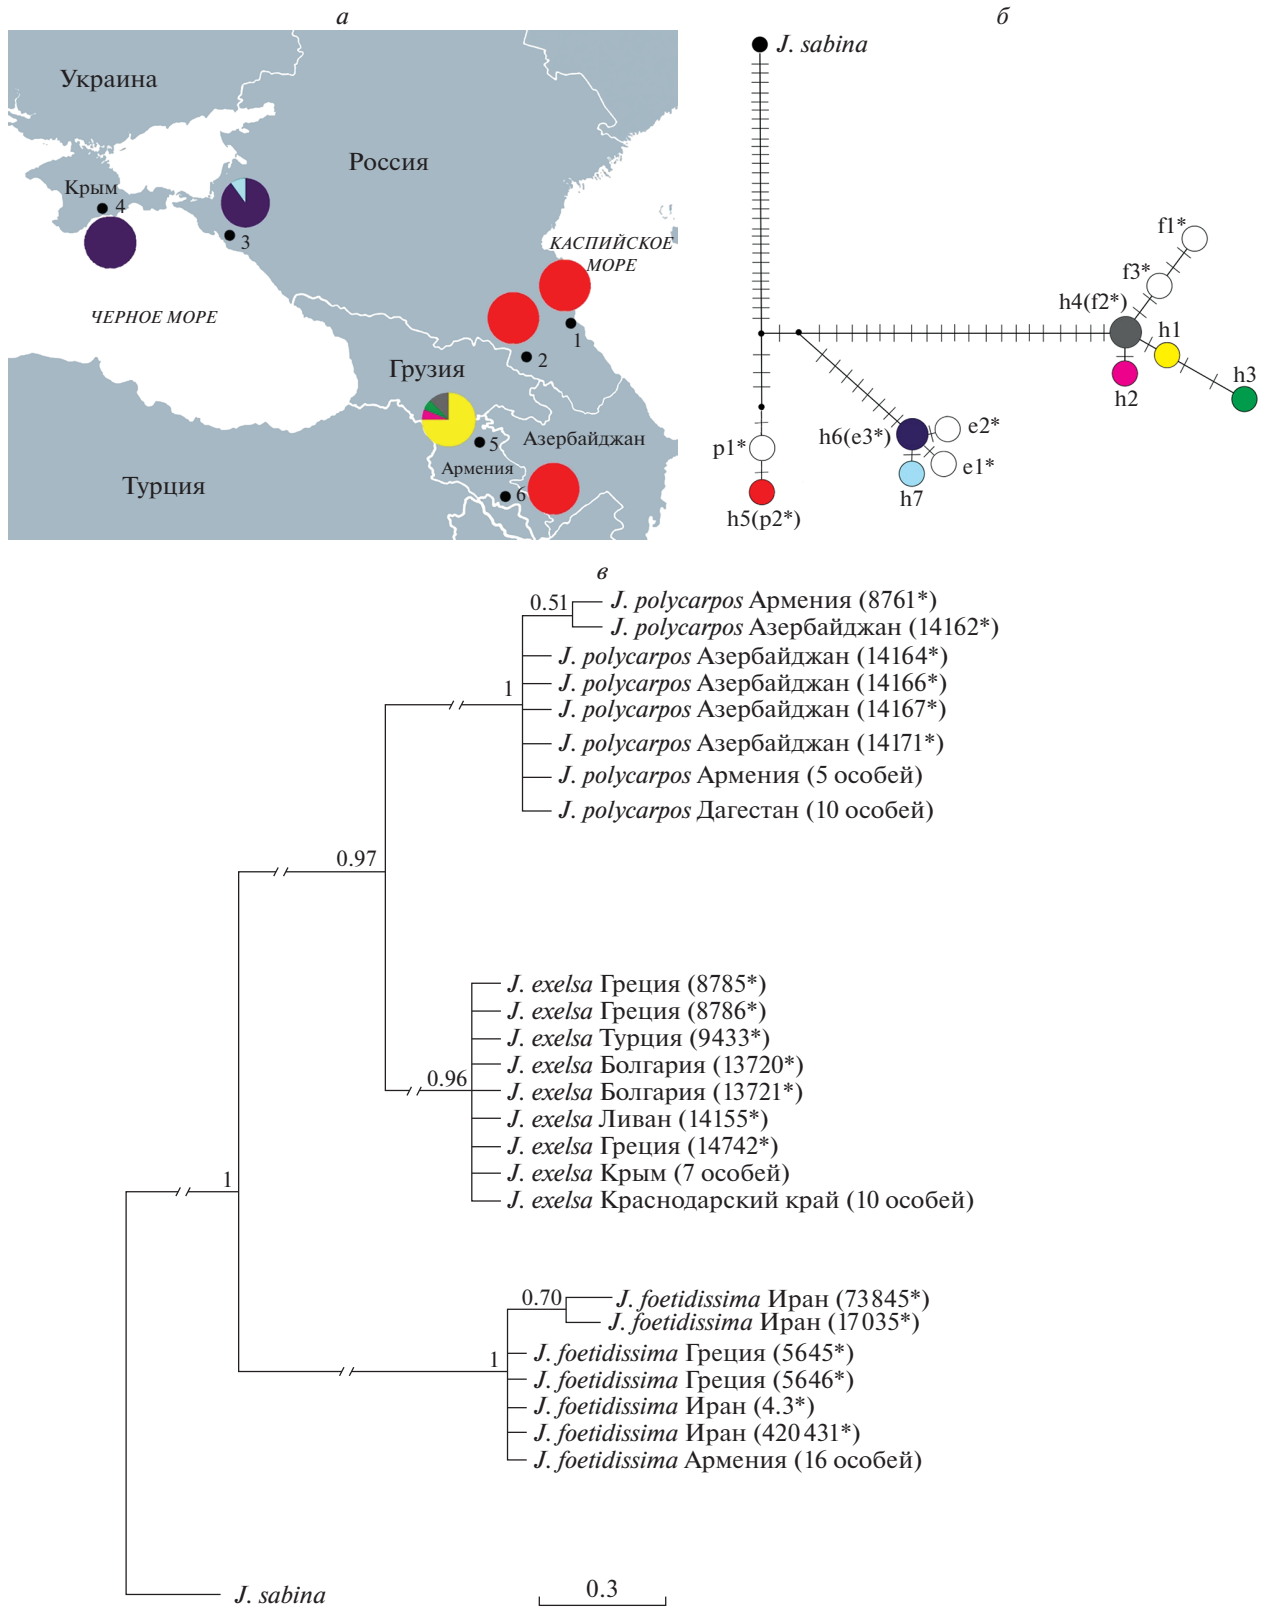 а
Украина
Россия
Крым
4
3
КАСПИЙСКОЕ
МОРЕ
ЧЕРНОЕ МОРЕ
1
2
Грузия
5
Азербайджан
Армения
6
Турция
б
J. sabina
f1*
f3*
h4(f2*)
h1
h3
h2
p1*
h6(e3*)
e2*
e1*
h7
h5(p2*)
в
0.51
J. polycarpos Армения (8761*)
J. polycarpos Азербайджан (14162*)
J. polycarpos Азербайджан (14164*)
1
J. polycarpos Азербайджан (14166*)
J. polycarpos Азербайджан (14167*)
J. polycarpos Азербайджан (14171*)
J. polycarpos Армения (5 особей)
J. polycarpos Дагестан (10 особей)
0.97
J. exelsa Греция (8785*)
J. exelsa Греция (8786*)
J. exelsa Турция (9433*)
J. exelsa Болгария (13720*)
0.96
J. exelsa Болгария (13721*)
J. exelsa Ливан (14155*)
J. exelsa Греция (14742*)
J. exelsa Крым (7 особей)
J. exelsa Краснодарский край (10 особей)
1
0.70
J. foetidissima Иран (73845*)
J. foetidissima Иран (17035*)
1
J. foetidissima Греция (5645*)
J. foetidissima Греция (5646*)
J. foetidissima Иран (4.3*)
J. foetidissima Иран (420431*)
J. foetidissima Армения (16 особей)
J. sabina
0.3